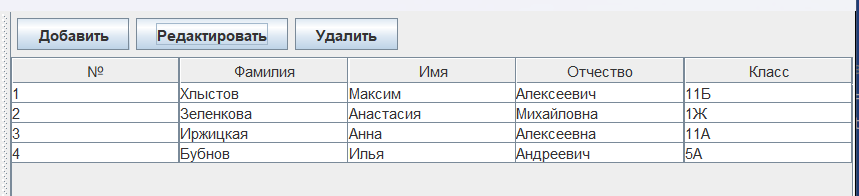 Добавить Редактировать Удалить
№ Фамилия Имя Отчество Класс
1 Хлыстов Максим Алексеевич 11Б
2 Зеленкова Анастасия Михайловна 1Ж
3 Иржицкая Анна Алексеевна 11А
4 Бубнов Илья Андреевич 5А